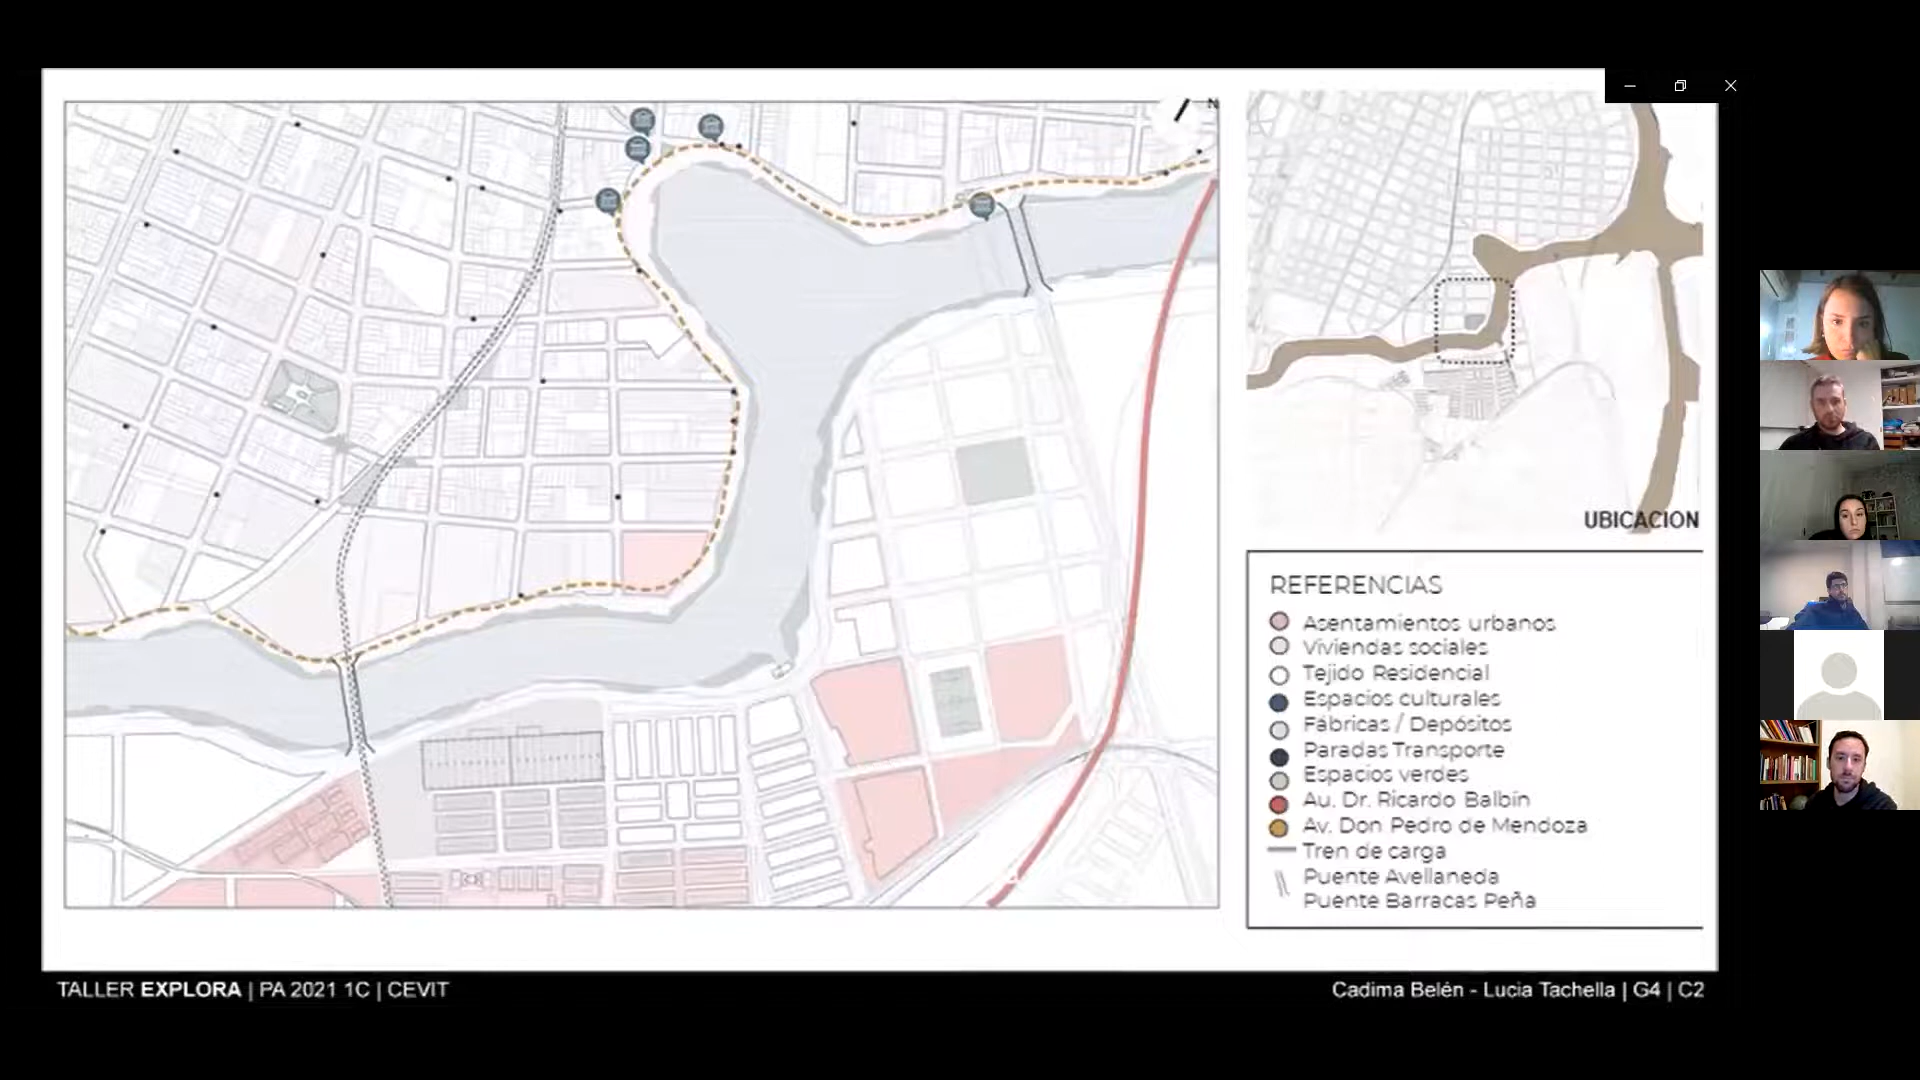 N
UBICACION
REFERENCIAS
Asentamientos urbanos
Viviendas sociales
Tejido Residencial
Espacios culturales
Fábricas / Depósitos
Paradas Transporte
Espacios verdes
Au. Dr. Ricardo Balbín
Av. Don Pedro de Mendoza
Tren de carga
Puente Avellaneda
Puente Barracas Peña
TALLER EXPLORA | PA 2021 1C | CEVIT
Cadima Belén - Lucia Tachella | G4 | C2